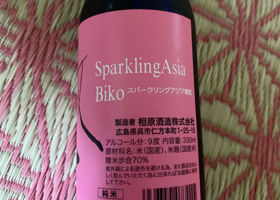 SparklingAsia
Biko スパークリングアジア微紅
製造者 相原酒造株式会社
広島県呉市仁方本町1-25-15
アルコール分:9度 内容量:330ml
原材料名:米(国産)、米麹(国産米)
精米歩合70%
純米